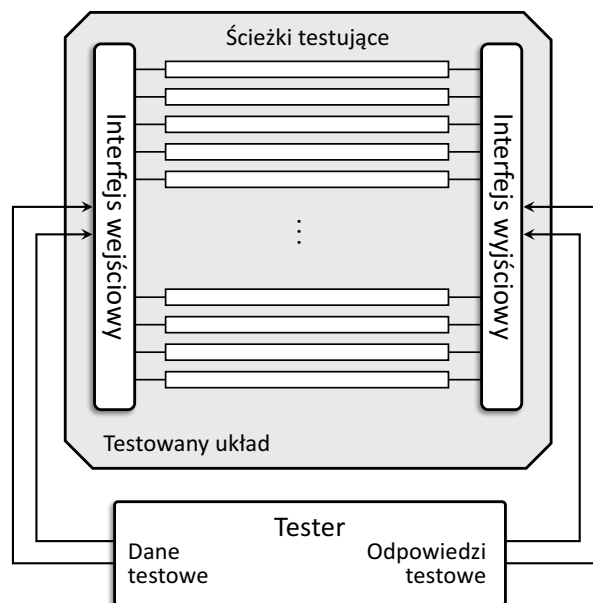 Ścieżki testujące
Interfejs wejściowy
Interfejs wyjściowy
...
Testowany układ
Tester
Dane
testowe
Odpowiedzi
testowe